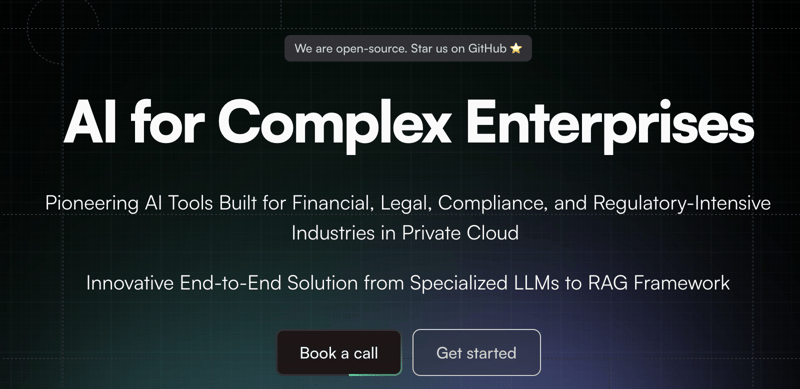 We are open-source. Star us on GitHub ⭐
AI for Complex Enterprises
Pioneering AI Tools Built for Financial, Legal, Compliance, and Regulatory-Intensive
Industries in Private Cloud
Innovative End-to-End Solution from Specialized LLMs to RAG Framework
Book a call
Get started